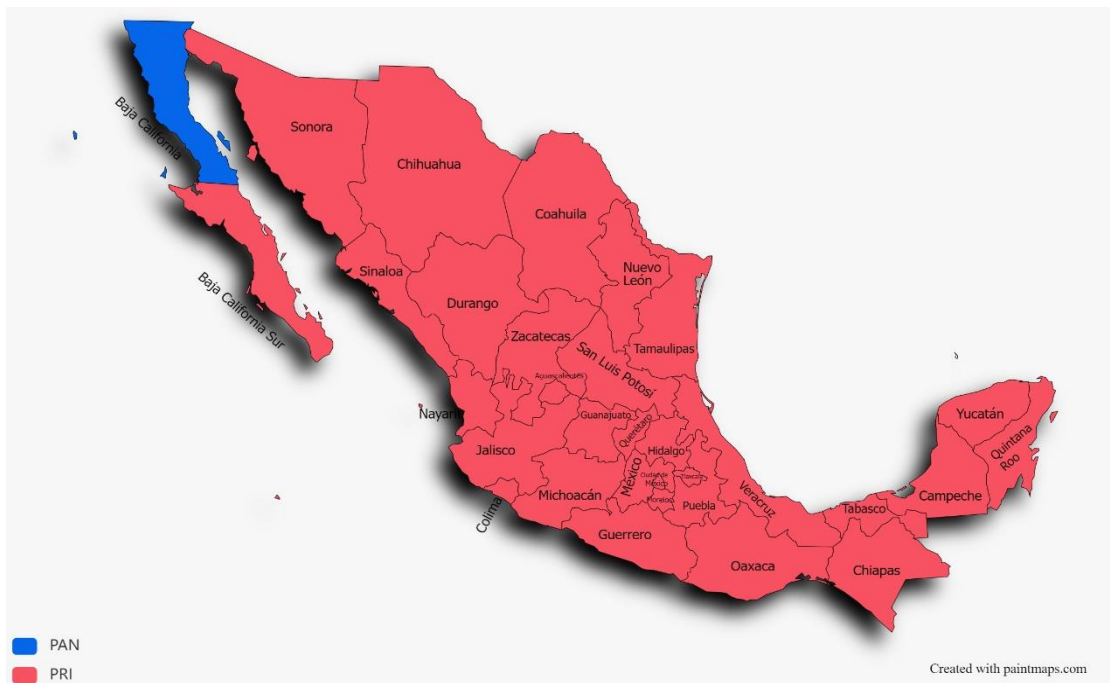 Baja California
Sonora
Chihuahua
Coahuila
Baja California Sur
Sinaloa
Nuevo
León
Durango
Zacatecas
Tamaulipas
San Luis Potosí
Aguascalientes
Nayarit
Guanajuato
Querétaro
Jalisco
Hidalgo
México
Ciudad de
México
Tlaxcala
Veracruz
Yucatán
Quintana
Roo
Colima
Michoacán
Morelos
Puebla
Tabasco
Campeche
Guerrero
Oaxaca
Chiapas
PAN
PRI
Created with paintmaps.com